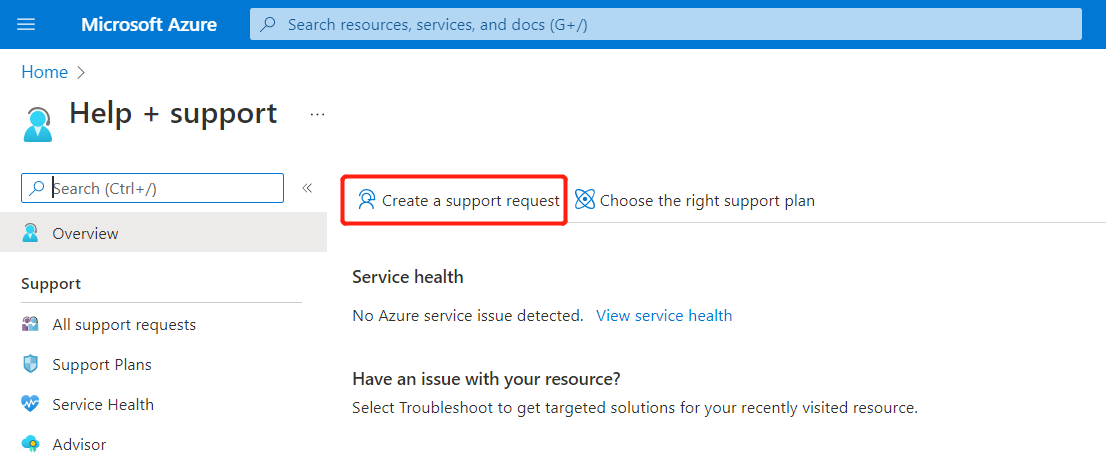 Microsoft Azure
Search resources, services, and docs (G+/)
Home
Help + support
...
Search (Ctrl+/)
Overview
Support
All support requests
Support Plans
Service Health
Advisor
Create a support request
Choose the right support plan
Service health
No Azure service issue detected. View service health
Have an issue with your resource?
Select Troubleshoot to get targeted solutions for your recently visited resource.